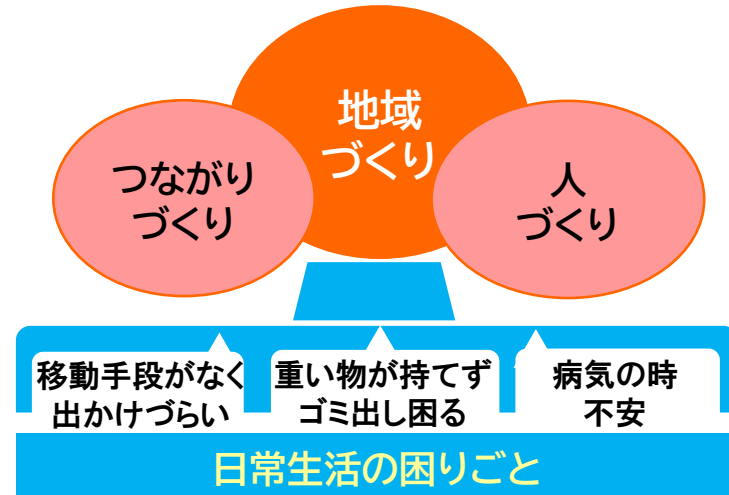 地域
づくり
つながり
づくり
人
づくり
移動手段がなく
出かけづらい
重い物が持てず
ゴミ出し困る
病気の時
不安
日常生活の困りごと